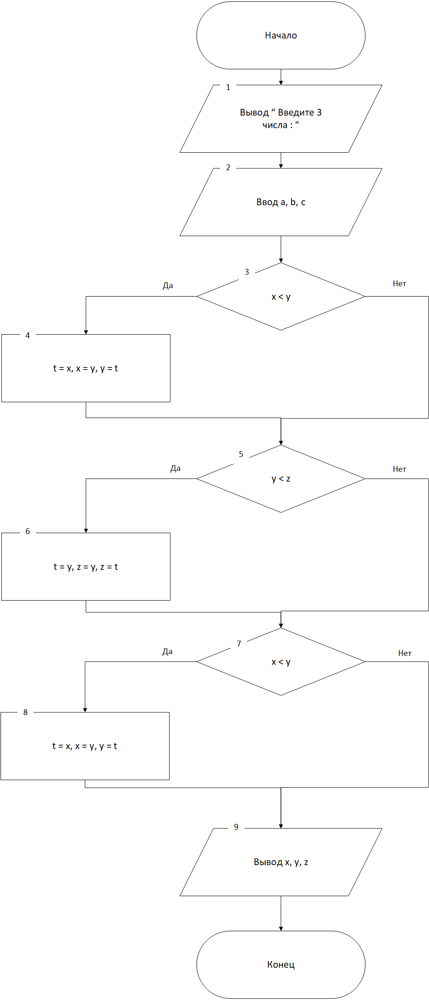 Начало
1
Вывод “ Введите 3
числа : “
2
Ввод a, b, c
3
Да
Нет
x < y
4
t = x, x = y, y = t
5
Да
Нет
y < z
6
t = y, z = y, z = t
7
Да
Нет
x < y
8
t = x, x = y, y = t
9
Вывод x, y, z
Конец